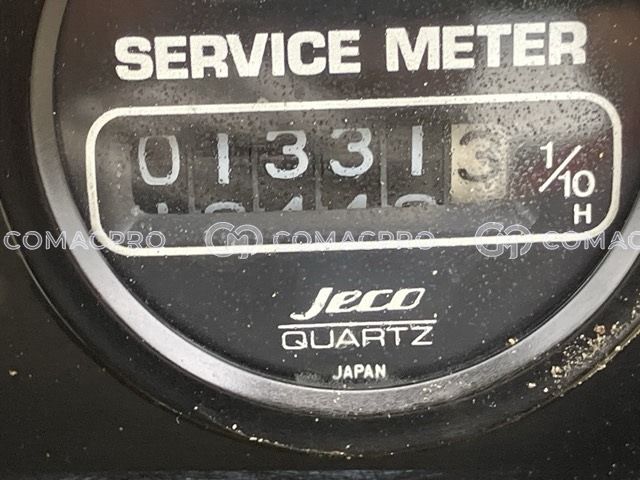 SERVICE METER
013313 1/10
H
COMACPRO COMACPRO COMACPRO
Jeco
QUARTZ
JAPAN